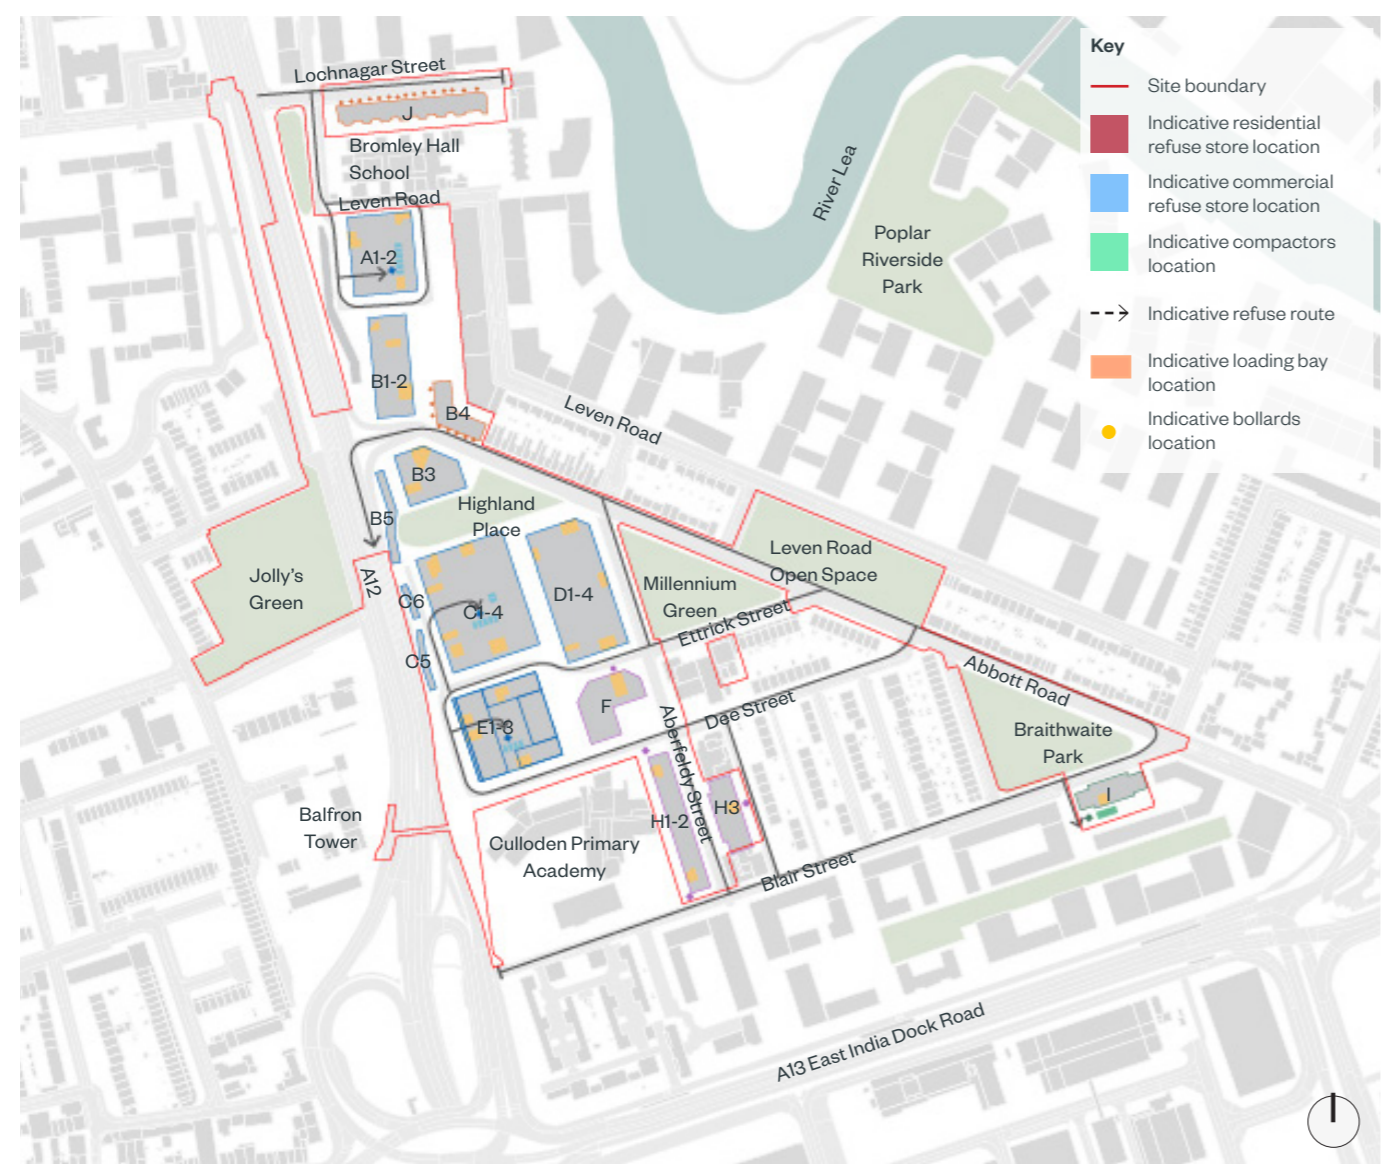 Key
Site boundary
Indicative residential
refuse store location
Indicative commercial
refuse store location
Indicative compactors
location
Indicative refuse route
Indicative loading bay
location
Indicative bollards
location
Lochnagar Street
J
Bromley Hall
School
Leven Road
A1-2
B1-2
B4
River Lea
Poplar
Riverside
Park
Leven Road
B3
Highland
Place
B5
A12
Jolly's
Green
C6
C1-4
D1-4
C5
Millennium
Green
Leven Road
Open Space
Ettrick Street
Abbott Road
Dee Street
Braithwaite
Park
E1-3
F
Aberfeldy Street
I
H1-2
H3
Balfron
Tower
Culloden Primary
Academy
Blair Street
A13 East India Dock Road